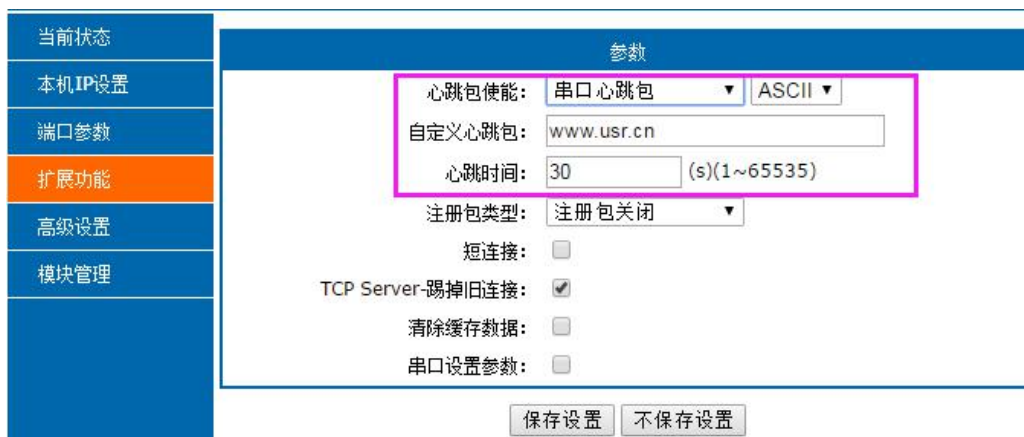 当前状态
本机IP设置
端口参数
扩展功能
高级设置
模块管理
参数
心跳包使能： 串口心跳包 ASCII
自定义心跳包： www.usr.cn
心跳时间： 30 (s)(1~65535)
注册包类型： 注册包关闭
短连接：
TCP Server-踢掉旧连接：
清除缓存数据：
串口设置参数：
保存设置 不保存设置